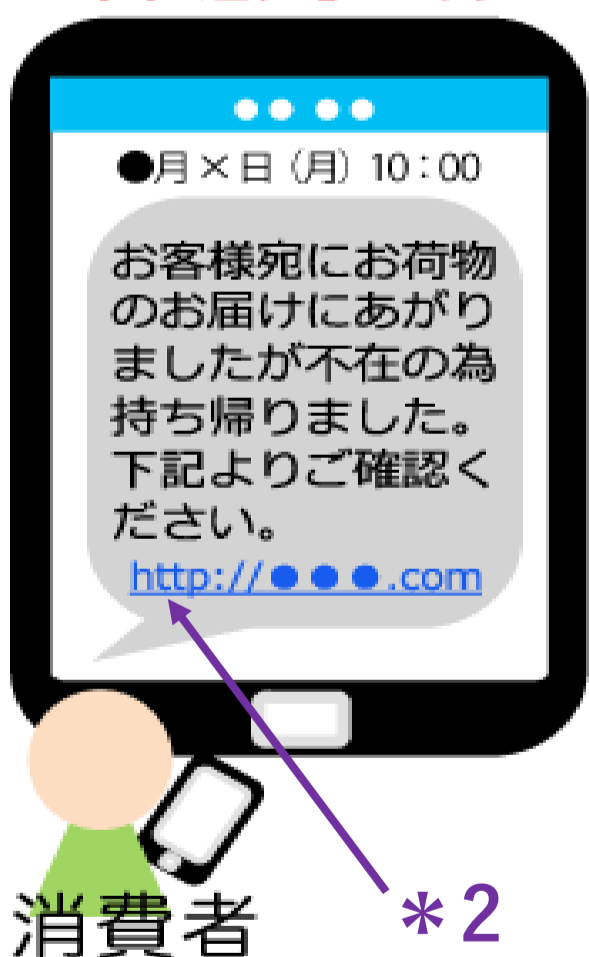 ●● ●●
●月×日（月）10：00
お客様宛にお荷物
のお届けにあがり
ましたが不在の為
持ち帰りました。
下記よりご確認く
ださい。
http://●●●.com
消費者
＊2